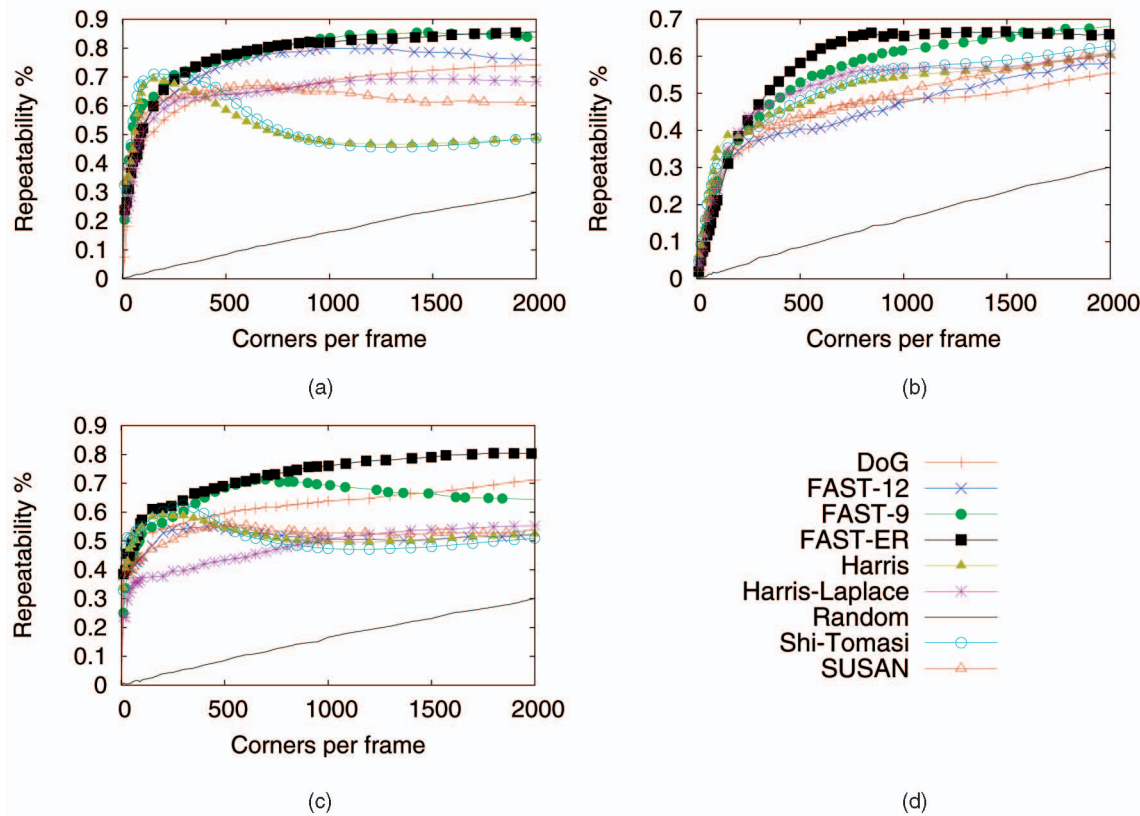 Repeatability %
0.9
0.8
0.7
0.6
0.5
0.4
0.3
0.2
0.1
0
0 500 1000 1500 2000
Corners per frame
(a)
Repeatability %
0.7
0.6
0.5
0.4
0.3
0.2
0.1
0
0 500 1000 1500 2000
Corners per frame
(b)
Repeatability %
0.9
0.8
0.7
0.6
0.5
0.4
0.3
0.2
0.1
0
0 500 1000 1500 2000
Corners per frame
(c)
DoG
FAST-12
FAST-9
FAST-ER
Harris
Harris-Laplace
Random
Shi-Tomasi
SUSAN
(d)